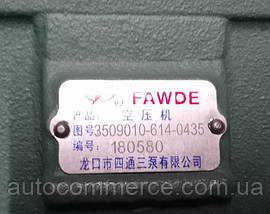 FAWDE
产品: 空压机
图号3509010-614-0435
编号: 180580
龙口市四通三泵有限公司
autocommerce.com.ua